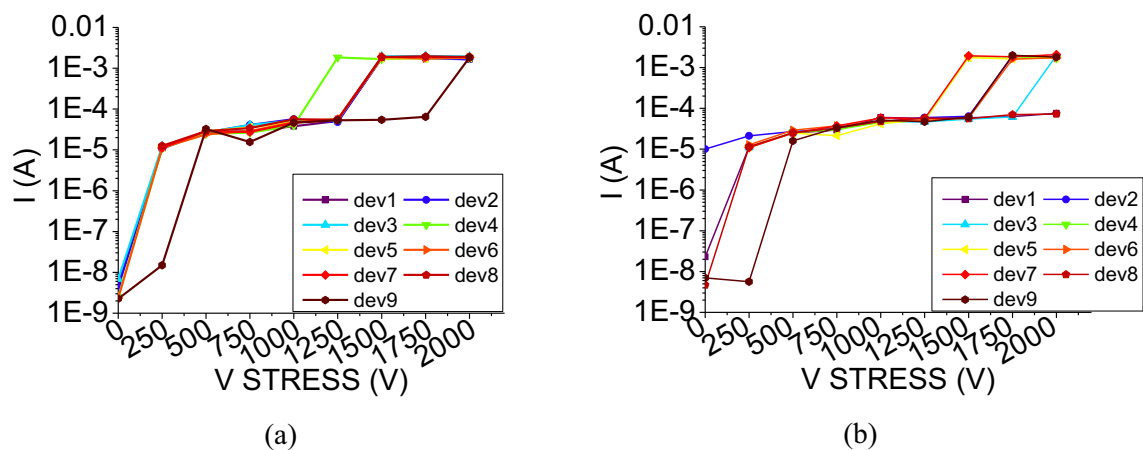 0.01
1E-3
1E-4
1E-5
1E-6
1E-7
1E-8
1E-9
I (A)
0 250 500 750 1000 1250 1500 1750 2000
V STRESS (V)
dev1 dev2
dev3 dev4
dev5 dev6
dev7 dev8
dev9
(a)
0.01
1E-3
1E-4
1E-5
1E-6
1E-7
1E-8
1E-9
I (A)
0 250 500 750 1000 1250 1500 1750 2000
V STRESS (V)
dev1 dev2
dev3 dev4
dev5 dev6
dev7 dev8
dev9
(b)